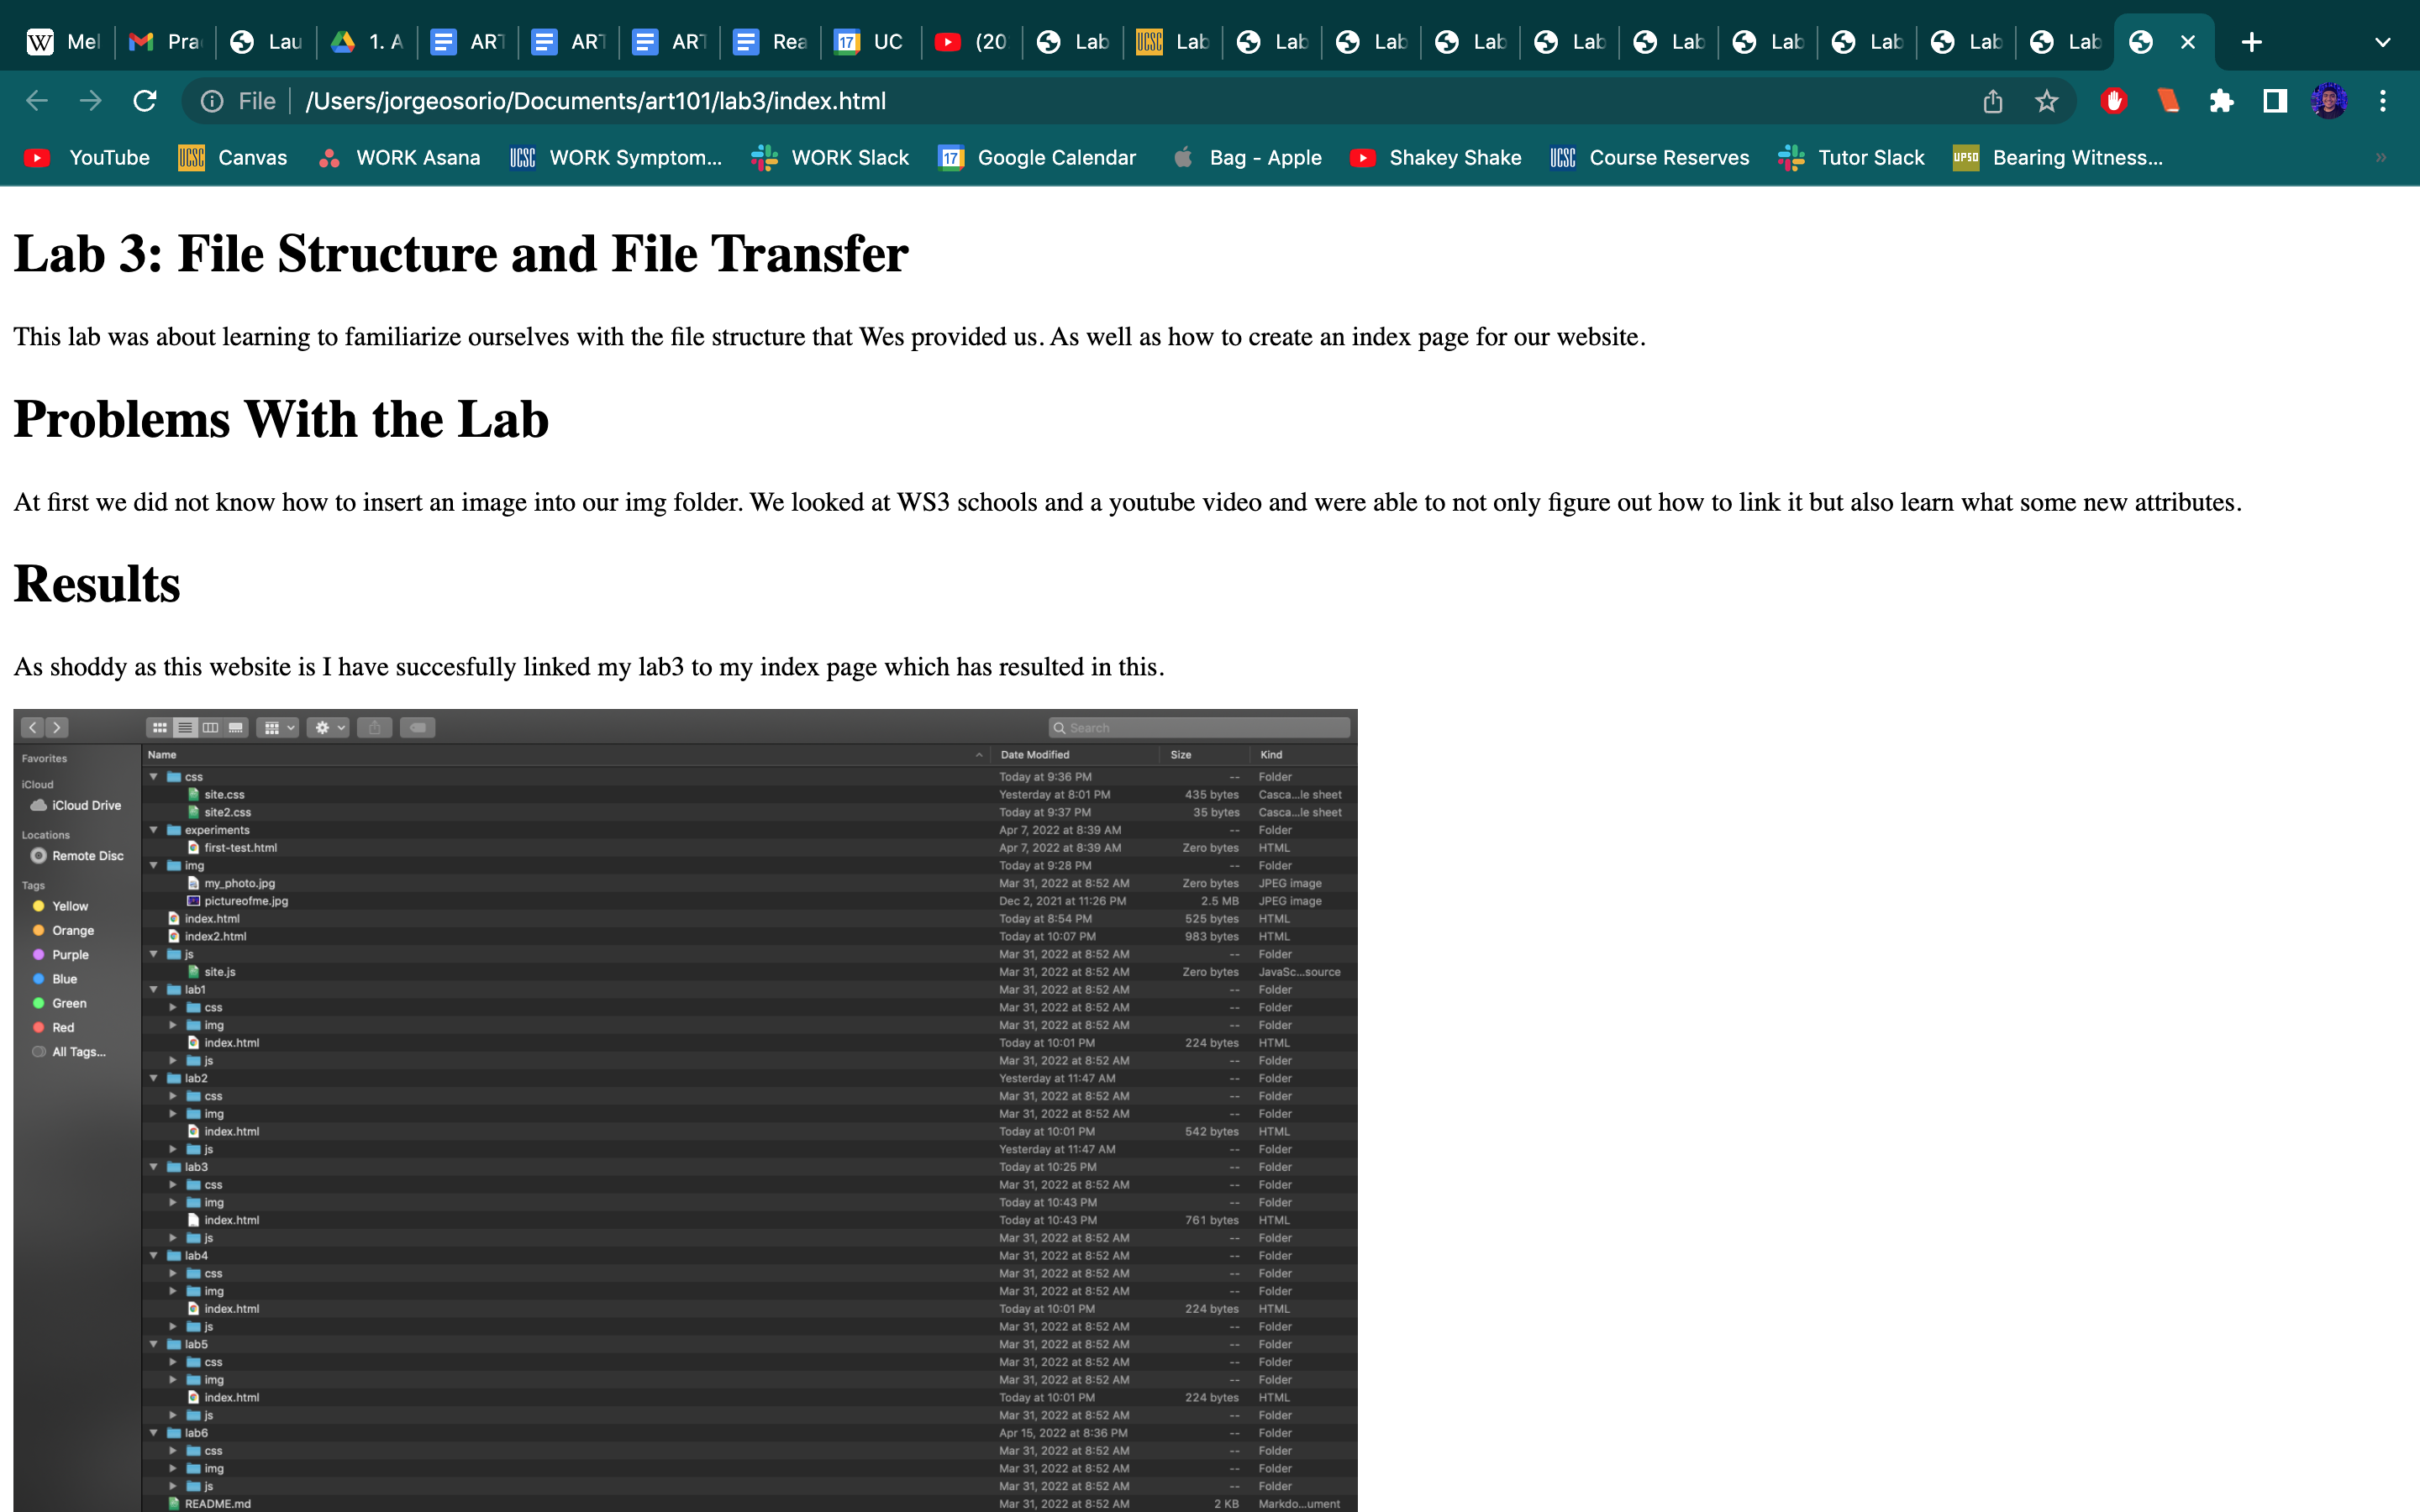 Mel Pra Lau 1. A ART ART ART Rea 17 UC (20 Lab UCSC Lab Lab Lab Lab Lab Lab Lab Lab Lab Lab
File /Users/jorgeosorio/Documents/art101/lab3/index.html
YouTube UCSC Canvas WORK Asana UCSC WORK Symptom... WORK Slack 17 Google Calendar Bag - Apple Shakey Shake UCSC Course Reserves Tutor Slack UPSO Bearing Witness... »
Lab 3: File Structure and File Transfer
This lab was about learning to familiarize ourselves with the file structure that Wes provided us. As well as how to create an index page for our website.
Problems With the Lab
At first we did not know how to insert an image into our img folder. We looked at WS3 schools and a youtube video and were able to not only figure out how to link it but also learn what some new attributes.
Results
As shoddy as this website is I have succesfully linked my lab3 to my index page which has resulted in this.
Search
Favorites
iCloud
iCloud Drive
Locations
Remote Disc
Tags
Yellow
Orange
Purple
Blue
Green
Red
All Tags...
Name Date Modified Size Kind
css Today at 9:36 PM -- Folder
site.css Yesterday at 8:01 PM 435 bytes Casca...le sheet
site2.css Today at 9:37 PM 35 bytes Casca...le sheet
experiments Apr 7, 2022 at 8:39 AM -- Folder
first-test.html Apr 7, 2022 at 8:39 AM Zero bytes HTML
img Today at 9:28 PM -- Folder
my_photo.jpg Mar 31, 2022 at 8:52 AM Zero bytes JPEG image
pictureofme.jpg Dec 2, 2021 at 11:26 PM 2.5 MB JPEG image
index.html Today at 8:54 PM 525 bytes HTML
index2.html Today at 10:07 PM 983 bytes HTML
js Mar 31, 2022 at 8:52 AM -- Folder
site.js Mar 31, 2022 at 8:52 AM Zero bytes JavaSc...source
lab1 Mar 31, 2022 at 8:52 AM -- Folder
css Mar 31, 2022 at 8:52 AM -- Folder
img Mar 31, 2022 at 8:52 AM -- Folder
index.html Today at 10:01 PM 224 bytes HTML
js Mar 31, 2022 at 8:52 AM -- Folder
lab2 Yesterday at 11:47 AM -- Folder
css Mar 31, 2022 at 8:52 AM -- Folder
img Mar 31, 2022 at 8:52 AM -- Folder
index.html Today at 10:01 PM 542 bytes HTML
js Yesterday at 11:47 AM -- Folder
lab3 Today at 10:25 PM -- Folder
css Mar 31, 2022 at 8:52 AM -- Folder
img Today at 10:43 PM -- Folder
index.html Today at 10:43 PM 761 bytes HTML
js Mar 31, 2022 at 8:52 AM -- Folder
lab4 Mar 31, 2022 at 8:52 AM -- Folder
css Mar 31, 2022 at 8:52 AM -- Folder
img Mar 31, 2022 at 8:52 AM -- Folder
index.html Today at 10:01 PM 224 bytes HTML
js Mar 31, 2022 at 8:52 AM -- Folder
lab5 Mar 31, 2022 at 8:52 AM -- Folder
css Mar 31, 2022 at 8:52 AM -- Folder
img Mar 31, 2022 at 8:52 AM -- Folder
index.html Today at 10:01 PM 224 bytes HTML
js Mar 31, 2022 at 8:52 AM -- Folder
lab6 Apr 15, 2022 at 8:36 PM -- Folder
css Mar 31, 2022 at 8:52 AM -- Folder
img Mar 31, 2022 at 8:52 AM -- Folder
js Mar 31, 2022 at 8:52 AM -- Folder
README.md Mar 31, 2022 at 8:52 AM 2 KB Markdo...ument